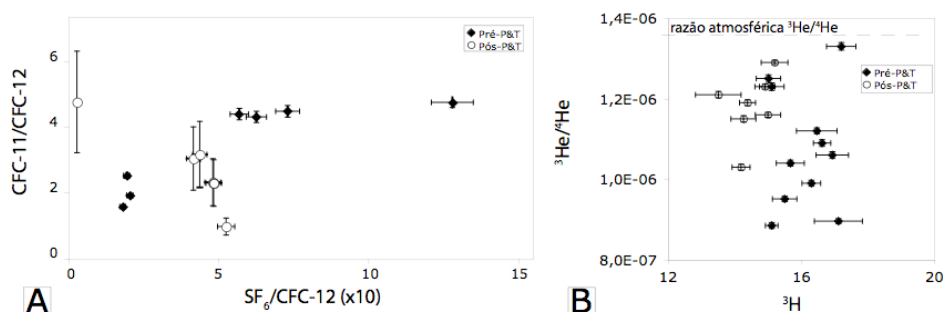 Pré-P&T
Pós-P&T
6
4
2
0
CFC-11/CFC-12
0
5
10
15
SF₆/CFC-12 (x10)
A
1,4E-06
1,2E-06
1,0E-06
8,0E-07
³He/⁴He
razão atmosférica ³He/⁴He
Pré-P&T
Pós-P&T
12
16
20
³H
B